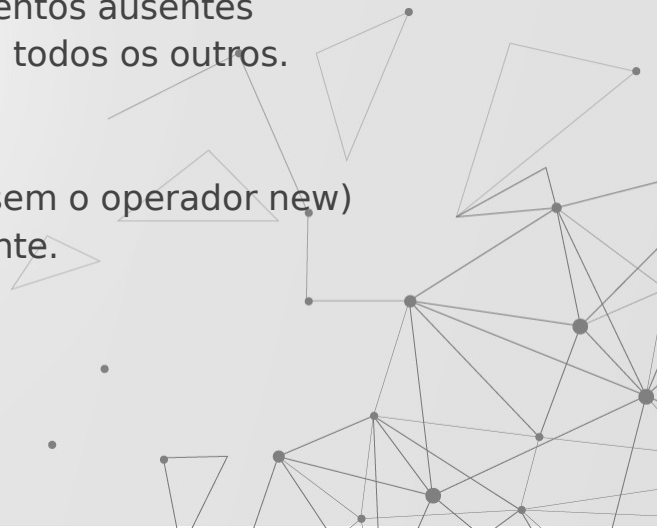 entos ausentes
todos os outros.
sem o operador new)
nte.